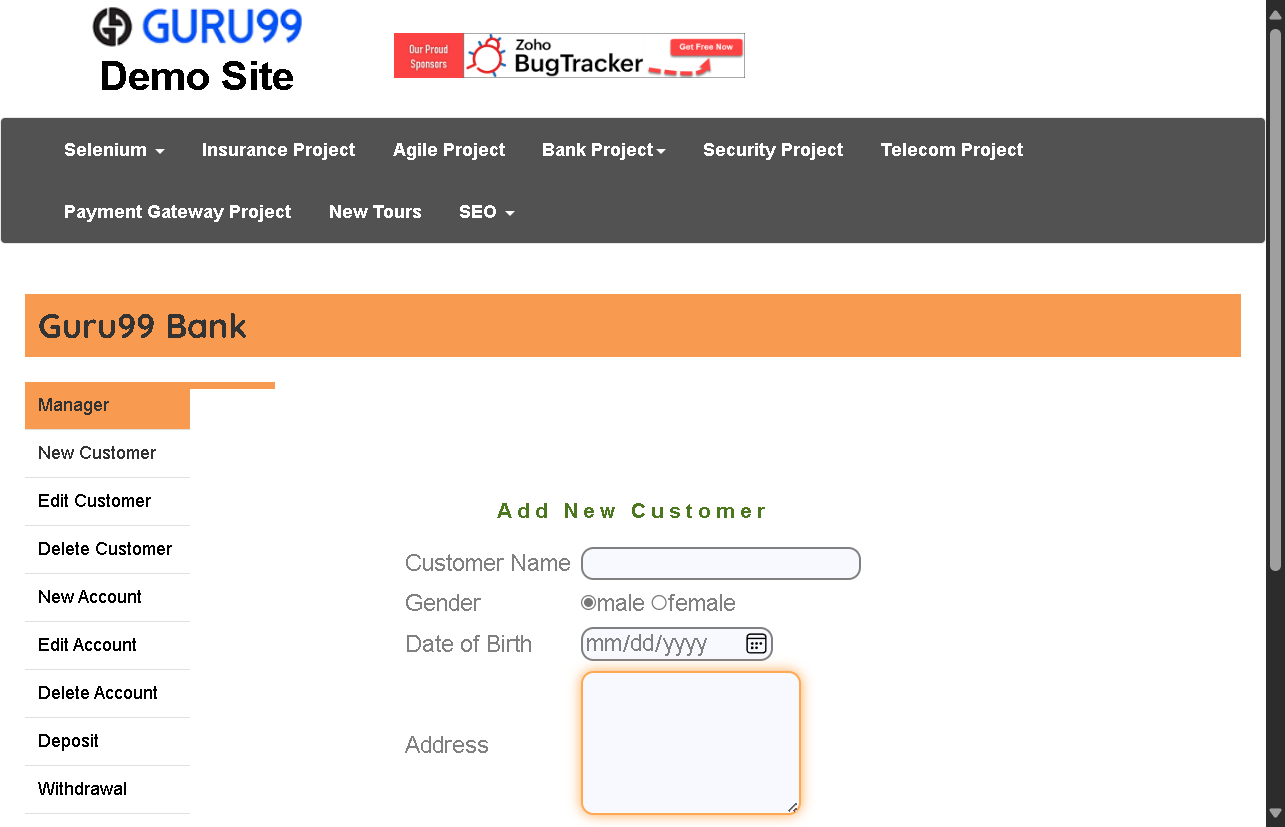 GURU99
Demo Site
Our Proud
Sponsors
Zoho
BugTracker
Get Free Now
Selenium Insurance Project Agile Project Bank Project Security Project Telecom Project
Payment Gateway Project New Tours SEO
Guru99 Bank
Manager
New Customer
Edit Customer
Delete Customer
New Account
Edit Account
Delete Account
Deposit
Withdrawal
Add New Customer
Customer Name
Gender male female
Date of Birth mm/dd/yyyy
Address